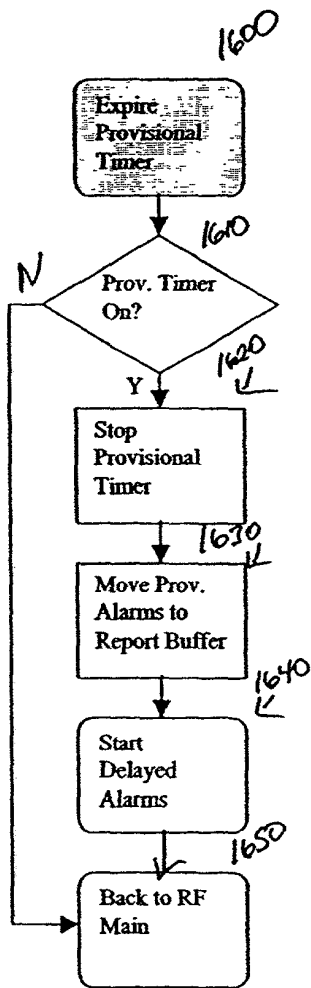 1600
Expire
Provisional
Timer
1610
N
Prov. Timer
On?
1620
Y
Stop
Provisional
Timer
1630
Move Prov.
Alarms to
Report Buffer
1640
Start
Delayed
Alarms
1650
Back to RF
Main